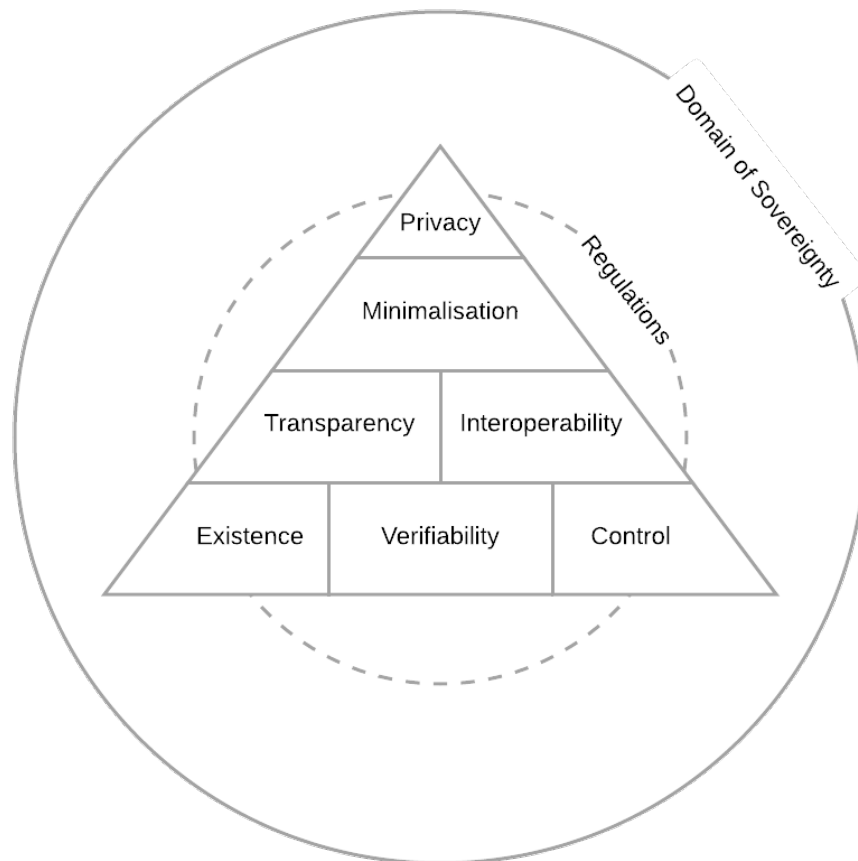 Domain of Sovereignty
Regulations
Privacy
Minimalisation
Transparency
Interoperability
Existence
Verifiability
Control